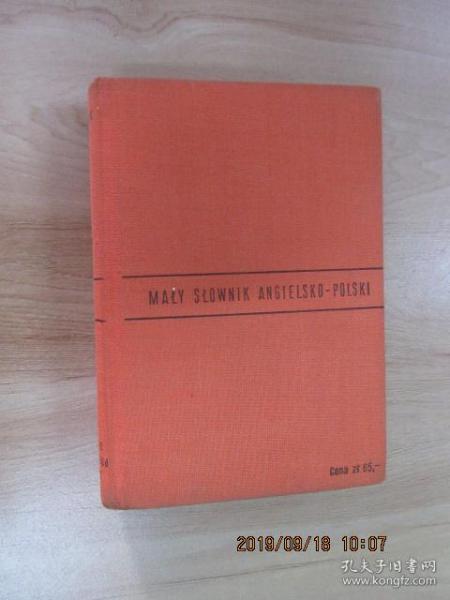 MAŁY SŁOWNIK ANGIELSKO-POLSKI
Cena zł 65,-
2019/09/18 10:07
孔夫子旧书网
www.kongfz.com